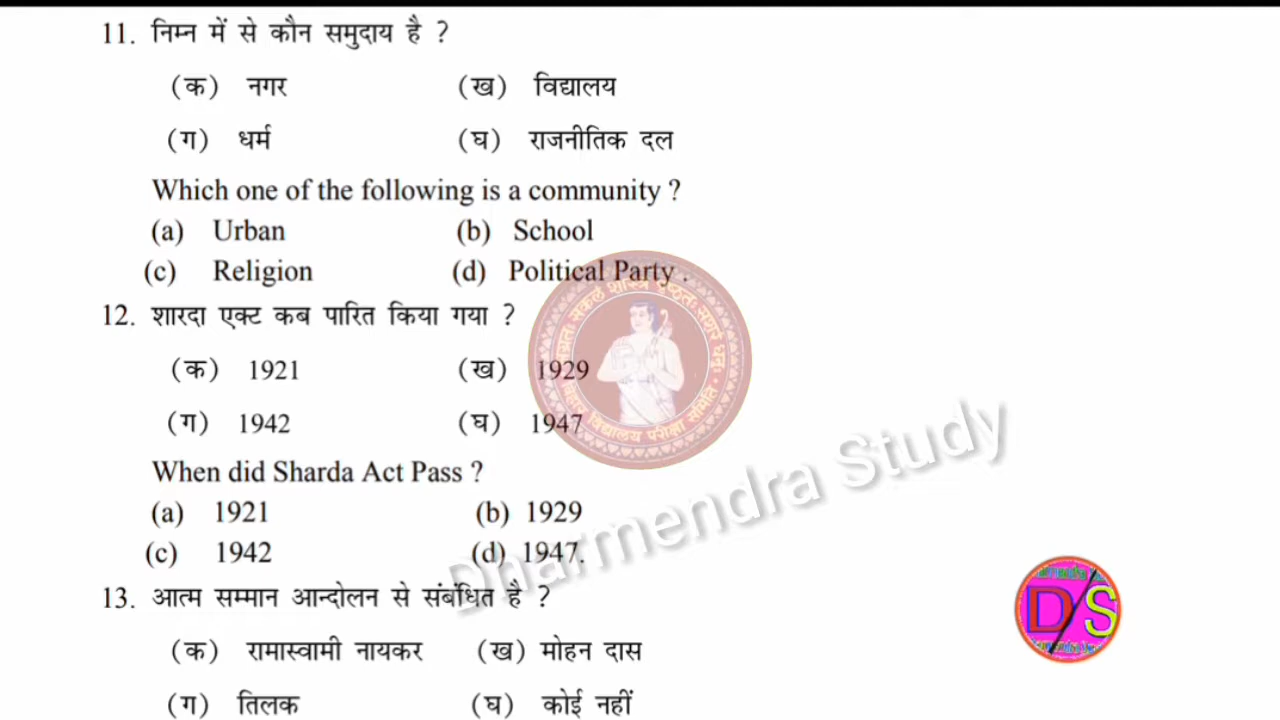 11. निम्न में से कौन समुदाय है ?
(क) नगर (ख) विद्यालय
(ग) धर्म (घ) राजनीतिक दल
Which one of the following is a community ?
(a) Urban (b) School
(c) Religion (d) Political Party .
12. शारदा एक्ट कब पारित किया गया ?
(क) 1921 (ख) 1929
(ग) 1942 (घ) 1947
When did Sharda Act Pass ?
(a) 1921 (b) 1929
(c) 1942 (d) 1947.
13. आत्म सम्मान आन्दोलन से संबंधित है ?
(क) रामास्वामी नायकर (ख) मोहन दास
(ग) तिलक (घ) कोई नहीं
Dharmendra Study
D/S